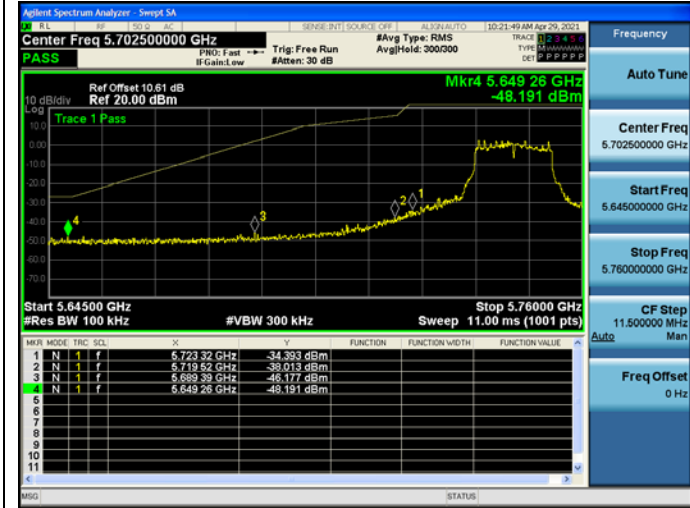 Agilent Spectrum Analyzer - Swept SA
RL RF 50 Ω AC SENSE:INT SOURCE OFF ALIGNAUTO 10:21:49 AM Apr 29, 2021
Center Freq 5.702500000 GHz
PASS
PNO: Fast
IFGain:Low
Trig: Free Run
#Atten: 30 dB
#Avg Type: RMS
Avg|Hold: 300/300
TRACE 1 2 3 4 5 6
TYPE M
DET P P P P P P
Ref Offset 10.61 dB
10 dB/div Ref 20.00 dBm
Mkr4 5.649 26 GHz
-48.191 dBm
Log
Trace 1 Pass
10.0
0.00
-10.0
-20.0
-30.0
-40.0
-50.0
-60.0
-70.0
4
3
2
1
Start 5.64500 GHz Stop 5.76000 GHz
#Res BW 100 kHz #VBW 300 kHz Sweep 11.00 ms (1001 pts)
MKR MODE TRC SCL X Y FUNCTION FUNCTION WIDTH FUNCTION VALUE
1 N 1 f 5.723 32 GHz -34.393 dBm
2 N 1 f 5.719 52 GHz -38.013 dBm
3 N 1 f 5.689 39 GHz -46.177 dBm
4 N 1 f 5.649 26 GHz -48.191 dBm
5
6
7
8
9
10
11
MSG STATUS
Frequency
Auto Tune
Center Freq
5.702500000 GHz
Start Freq
5.645000000 GHz
Stop Freq
5.760000000 GHz
CF Step
11.500000 MHz
Auto Man
Freq Offset
0 Hz